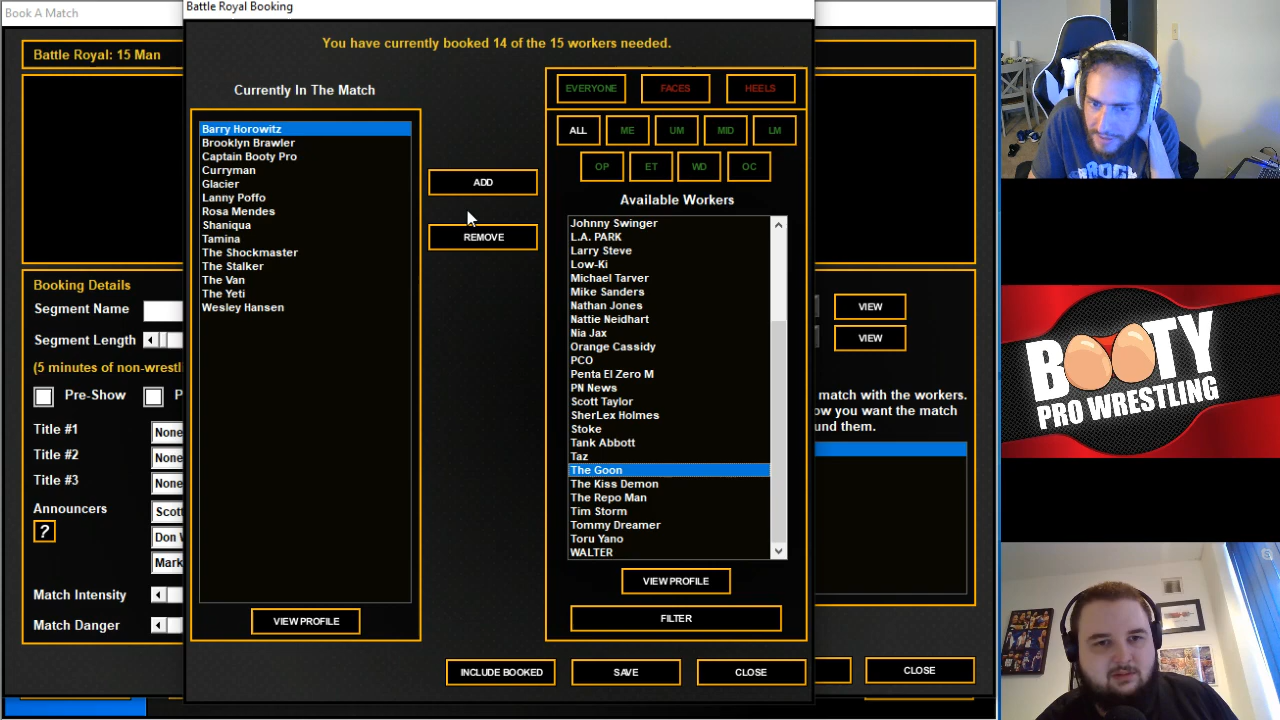 Book A Match
Battle Royal Booking
Battle Royal: 15 Man
You have currently booked 14 of the 15 workers needed.
Currently In The Match
Barry Horowitz
Brooklyn Brawler
Captain Booty Pro
Curryman
Glacier
Lanny Poffo
Rosa Mendes
Shaniqua
Tamina
The Shockmaster
The Stalker
The Van
The Yeti
Wesley Hansen
VIEW PROFILE
ADD
REMOVE
EVERYONE FACES HEELS
ALL ME UM MID LM
OP ET WD OC
Available Workers
Johnny Swinger
L.A. PARK
Larry Steve
Low-Ki
Michael Tarver
Mike Sanders
Nathan Jones
Nattie Neidhart
Nia Jax
Orange Cassidy
PCO
Penta El Zero M
PN News
Scott Taylor
SherLex Holmes
Stoke
Tank Abbott
Taz
The Goon
The Kiss Demon
The Repo Man
Tim Storm
Tommy Dreamer
Toru Yano
WALTER
VIEW PROFILE
FILTER
INCLUDE BOOKED SAVE CLOSE
Booking Details
Segment Name
Segment Length
(5 minutes of non-wrestli
Pre-Show P
Title #1 None
Title #2 None
Title #3 None
Announcers Scott
? Don W
Mark
Match Intensity
Match Danger
VIEW
VIEW
match with the workers.
ow you want the match
und them.
CLOSE
BOOTY
PRO WRESTLING